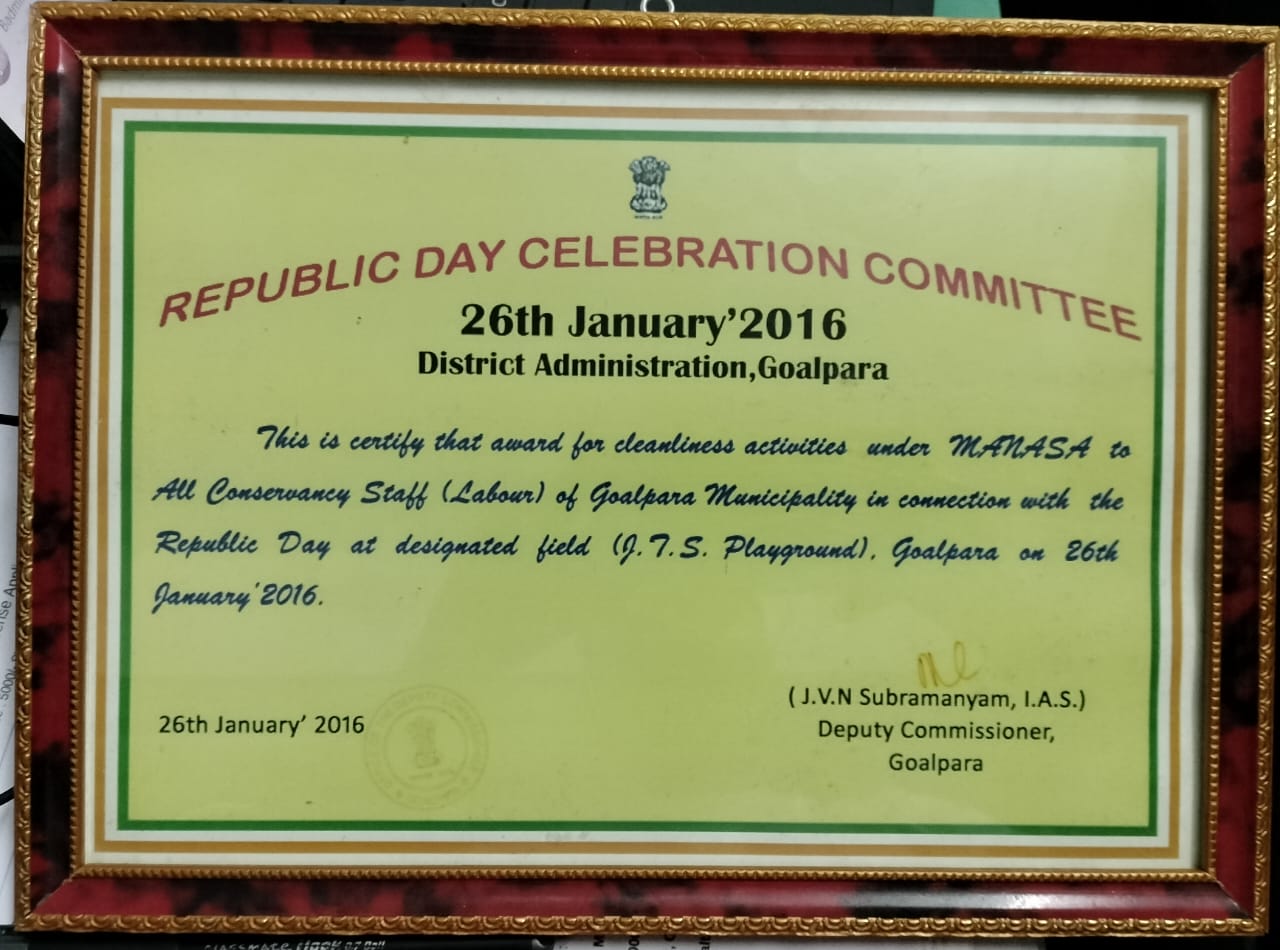 REPUBLIC DAY CELEBRATION COMMITTEE
26th January'2016
District Administration,Goalpara
This is certify that award for cleanliness activities under MANASA to
All Conservancy Staff (Labour) of Goalpara Municipality in connection with the
Republic Day at designated field (J.T.S. Playground), Goalpara on 26th
January'2016.
26th January' 2016
( J.V.N Subramanyam, I.A.S.)
Deputy Commissioner,
Goalpara